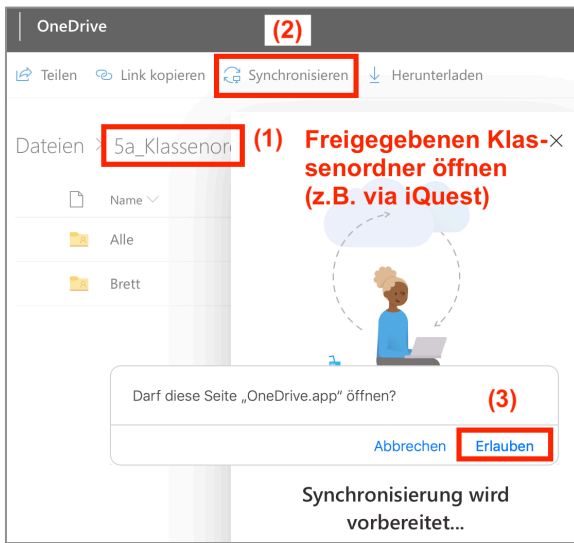 OneDrive
(2)
Teilen Link kopieren Synchronisieren Herunterladen
Dateien > 5a_Klassenor
(1) Freigegebenen Klas-
senordner öffnen
(z.B. via iQuest)
Name
Alle
Brett
Darf diese Seite „OneDrive.app“ öffnen?
(3)
Abbrechen Erlauben
Synchronisierung wird
vorbereitet...